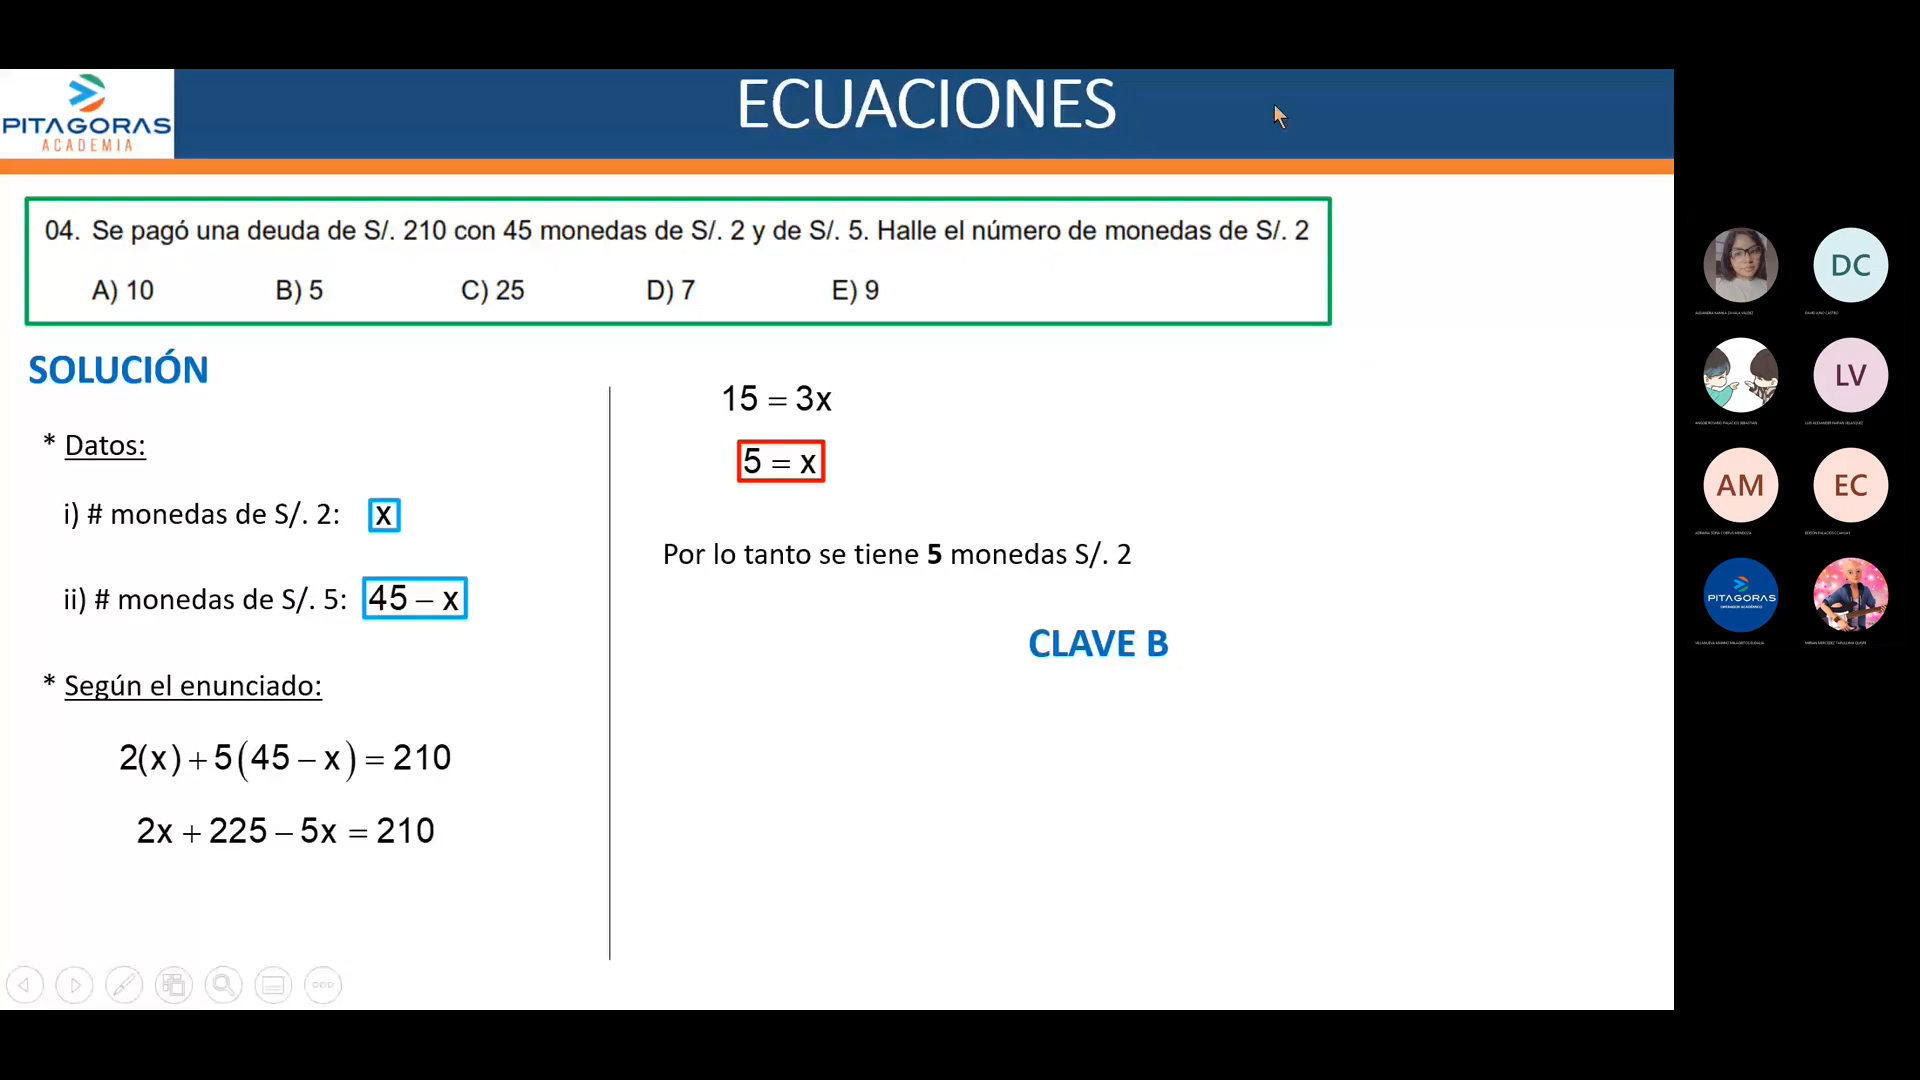 PITAGORAS
ACADEMIA
ECUACIONES
04. Se pagó una deuda de S/. 210 con 45 monedas de S/. 2 y de S/. 5. Halle el número de monedas de S/. 2
A) 10 B) 5 C) 25 D) 7 E) 9
SOLUCIÓN
* Datos:
i) # monedas de S/. 2: x
ii) # monedas de S/. 5: 45 – x
* Según el enunciado:
2(x) + 5(45 – x) = 210
2x + 225 – 5x = 210
15 = 3x
5 = x
Por lo tanto se tiene 5 monedas S/. 2
CLAVE B
DC
LV
AM
EC
PITAGORAS